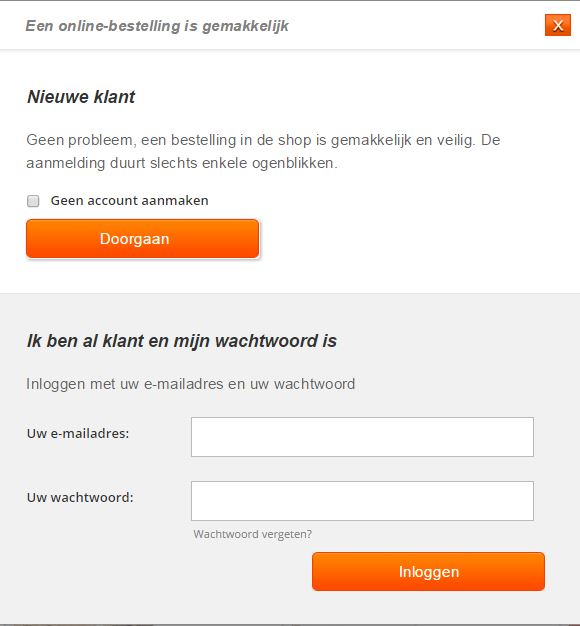 Een online-bestelling is gemakkelijk
X
Nieuwe klant
Geen probleem, een bestelling in de shop is gemakkelijk en veilig. De
aanmelding duurt slechts enkele ogenblikken.
Geen account aanmaken
Doorgaan
Ik ben al klant en mijn wachtwoord is
Inloggen met uw e-mailadres en uw wachtwoord
Uw e-mailadres:
Uw wachtwoord:
Wachtwoord vergeten?
Inloggen